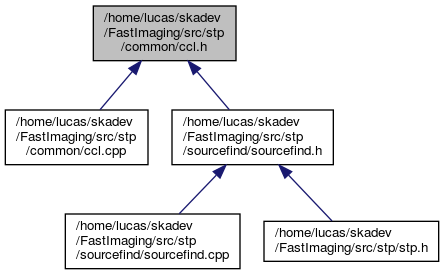 /home/lucas/skadev
/FastImaging/src/stp
/common/ccl.h
/home/lucas/skadev
/FastImaging/src/stp
/common/ccl.cpp
/home/lucas/skadev
/FastImaging/src/stp
/sourcefind/sourcefind.h
/home/lucas/skadev
/FastImaging/src/stp
/sourcefind/sourcefind.cpp
/home/lucas/skadev
/FastImaging/src/stp/stp.h